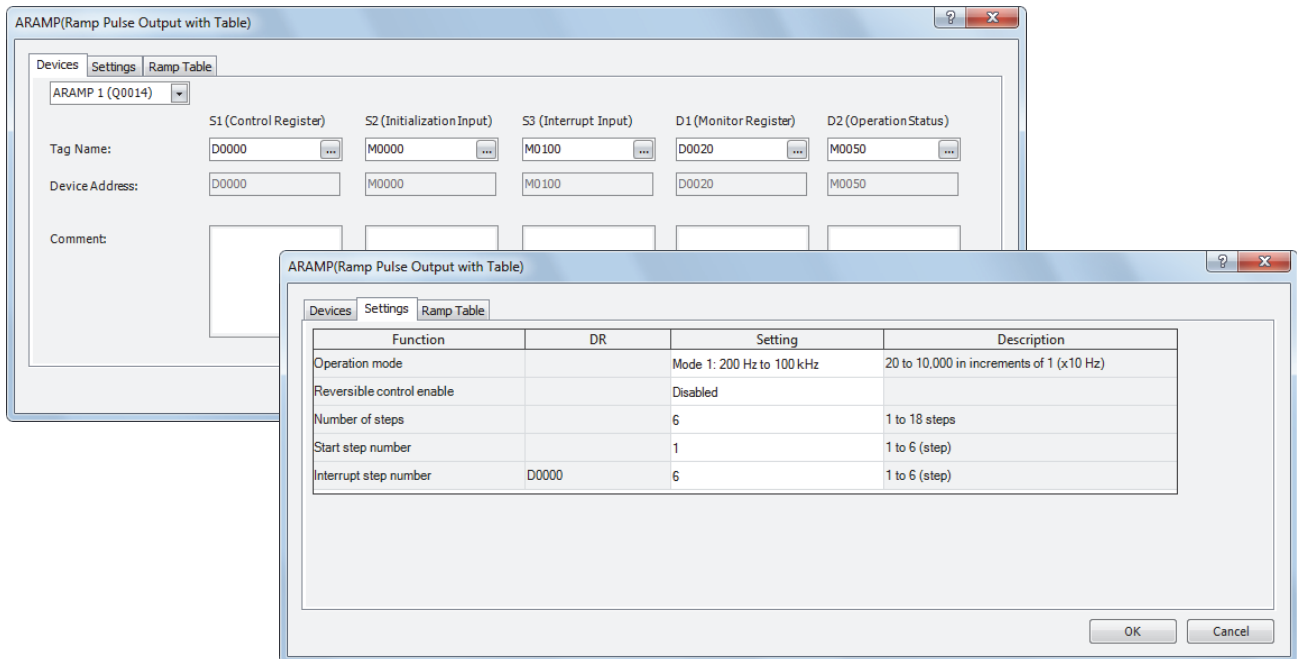 ARAMP(Ramp Pulse Output with Table)
Devices Settings Ramp Table
ARAMP 1 (Q0014)
S1 (Control Register) S2 (Initialization Input) S3 (Interrupt Input) D1 (Monitor Register) D2 (Operation Status)
Tag Name: D0000 ... M0000 ... M0100 ... D0020 ... M0050 ...
Device Address: D0000 M0000 M0100 D0020 M0050
Comment:
ARAMP(Ramp Pulse Output with Table)
Devices Settings Ramp Table
Function DR Setting Description
Operation mode Mode 1: 200 Hz to 100 kHz 20 to 10,000 in increments of 1 (x10 Hz)
Reversible control enable Disabled
Number of steps 6 1 to 18 steps
Start step number 1 1 to 6 (step)
Interrupt step number D0000 6 1 to 6 (step)
OK Cancel